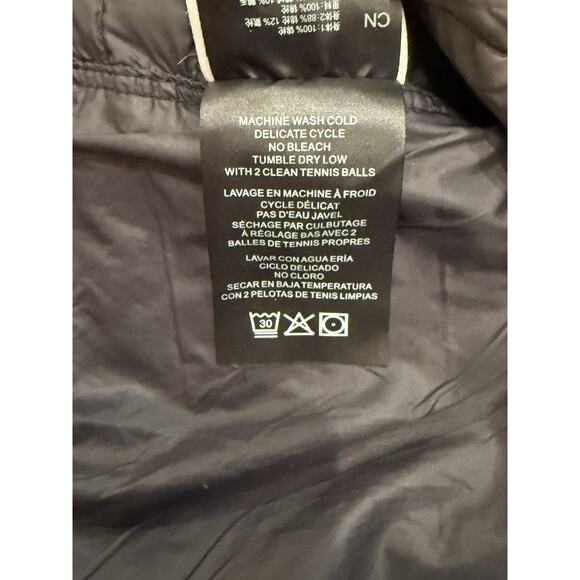 CN
MACHINE WASH COLD
DELICATE CYCLE
NO BLEACH
TUMBLE DRY LOW
WITH 2 CLEAN TENNIS BALLS
LAVAGE EN MACHINE À FROID
CYCLE DÉLICAT
PAS D'EAU JAVEL
SÉCHAGE PAR CULBUTAGE
À RÉGLAGE BAS AVEC 2
BALLES DE TENNIS PROPRES
LAVAR CON AGUA ERÍA
CICLO DELICADO
NO CLORO
SECAR EN BAJA TEMPERATURA
CON 2 PELOTAS DE TENIS LIMPIAS
30